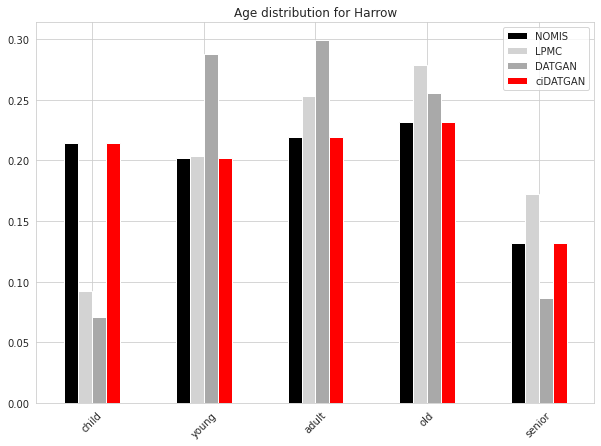 Age distribution for Harrow
NOMIS
LPMC
DATGAN
ciDATGAN
0.30
0.25
0.20
0.15
0.10
0.05
0.00
child
young
adult
old
senior